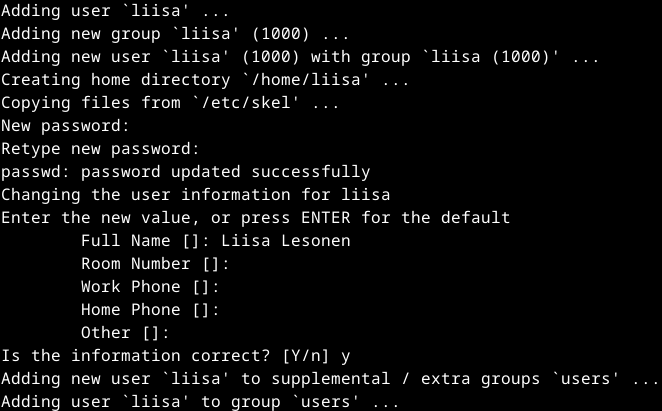 Adding user `liisa' ...
Adding new group `liisa' (1000) ...
Adding new user `liisa' (1000) with group `liisa (1000)' ...
Creating home directory `/home/liisa' ...
Copying files from `/etc/skel' ...
New password:
Retype new password:
passwd: password updated successfully
Changing the user information for liisa
Enter the new value, or press ENTER for the default
        Full Name []: Liisa Lesonen
        Room Number []:
        Work Phone []:
        Home Phone []:
        Other []:
Is the information correct? [Y/n] y
Adding new user `liisa' to supplemental / extra groups `users' ...
Adding user `liisa' to group `users' ...